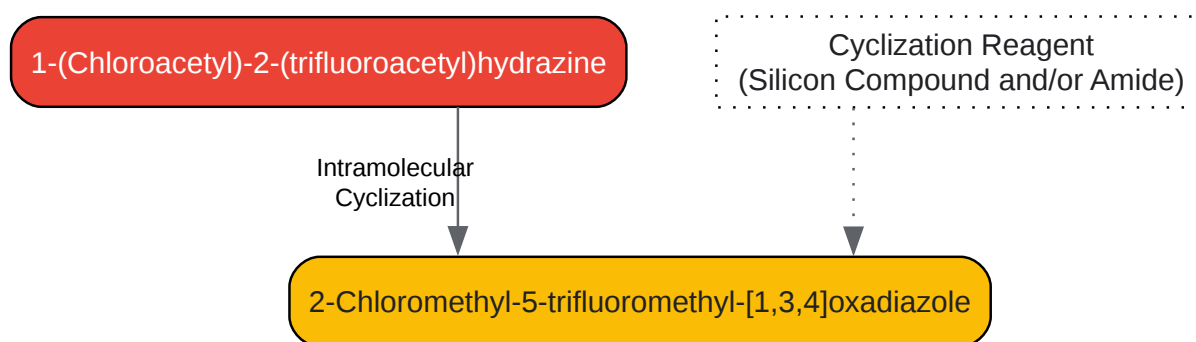 1-(Chloroacetyl)-2-(trifluoroacetyl)hydrazine
Cyclization Reagent
(Silicon Compound and/or Amide)
Intramolecular
Cyclization
2-Chloromethyl-5-trifluoromethyl-[1,3,4]oxadiazole